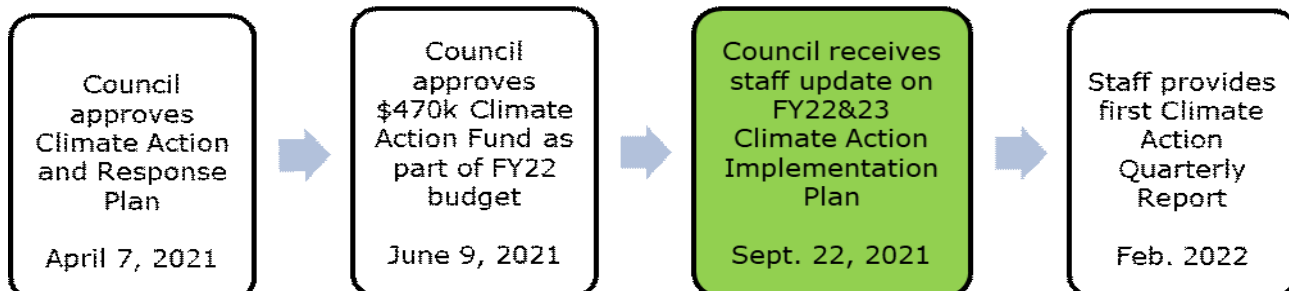 Council
approves
Climate Action
and Response
Plan
April 7, 2021
Council
approves
$470k Climate
Action Fund as
part of FY22
budget
June 9, 2021
Council receives
staff update on
FY22&23
Climate Action
Implementation
Plan
Sept. 22, 2021
Staff provides
first Climate
Action
Quarterly
Report
Feb. 2022